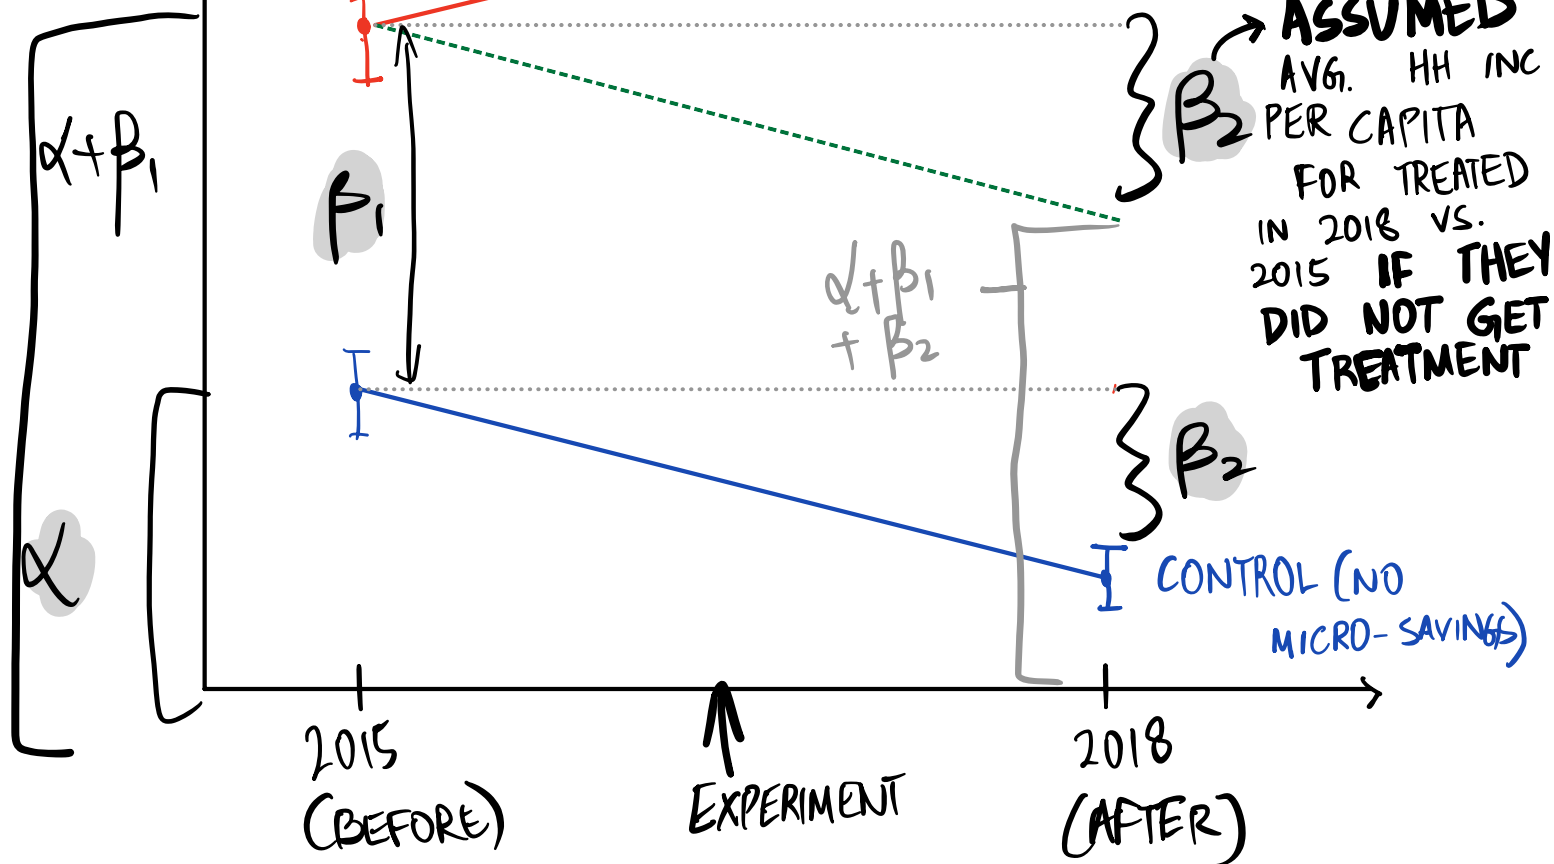 ASSUMED
AVG. HH INC
PER CAPITA
FOR TREATED
IN 2018 VS.
2015 IF THEY
DID NOT GET
TREATMENT
β2
α+β1
β1
α+β1
+ β2
β2
α
CONTROL (NO
MICRO-SAVINGS)
2015
(BEFORE)
EXPERIMENT
2018
(AFTER)